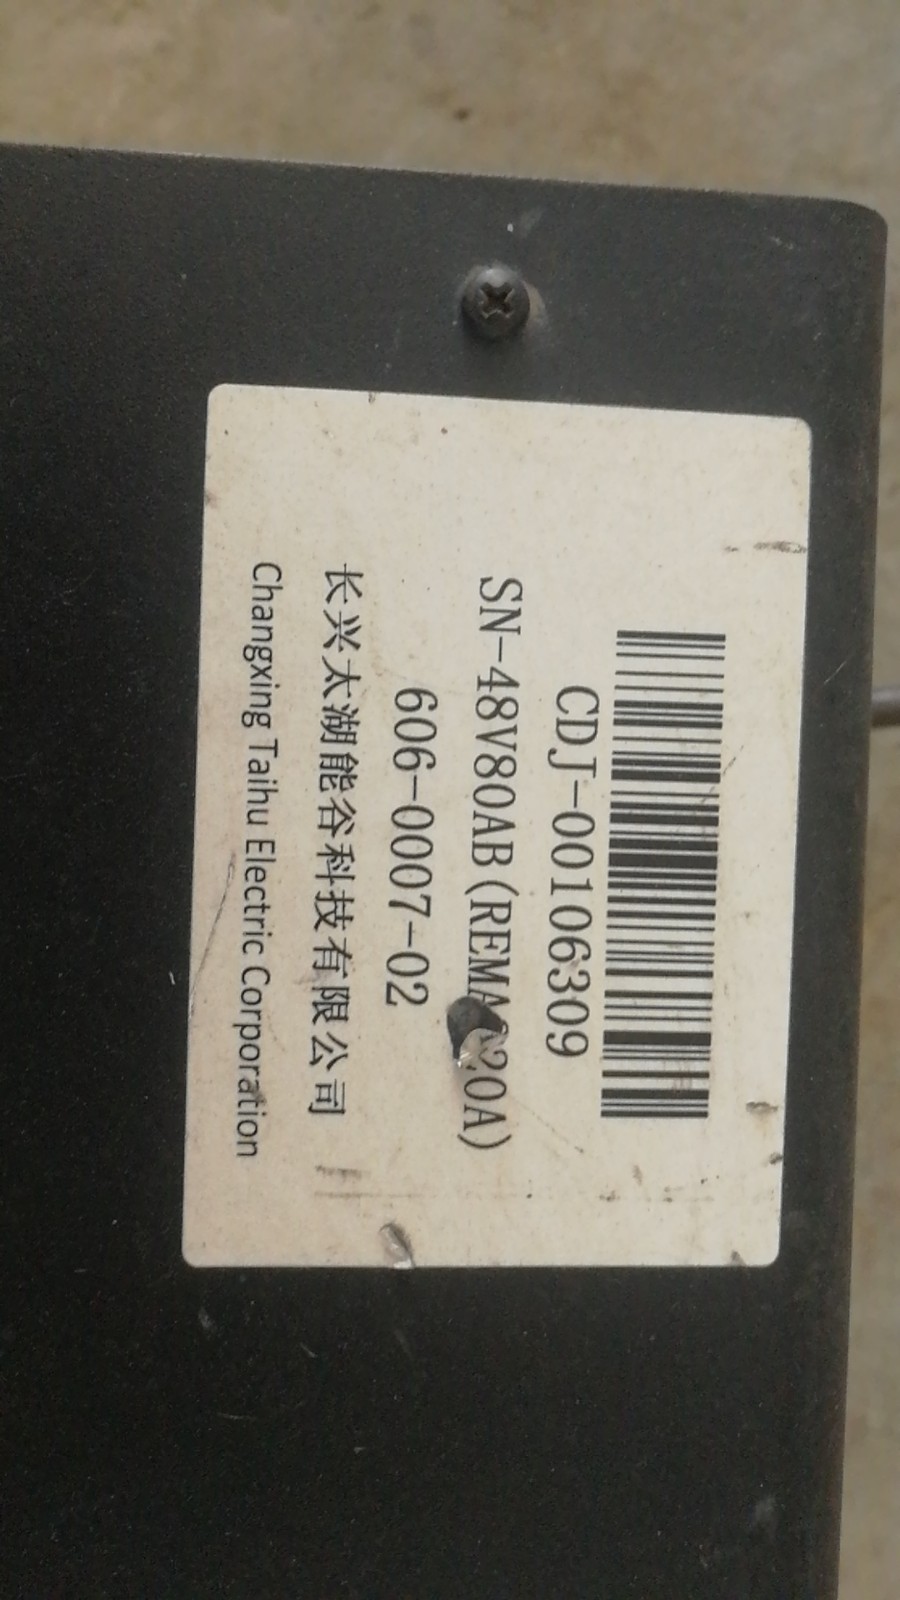 CDJ-00106309
SN-48V80AB(REMA320A)
606-0007-02
长兴太湖能谷科技有限公司
Changxing Taihu Electric Corporation